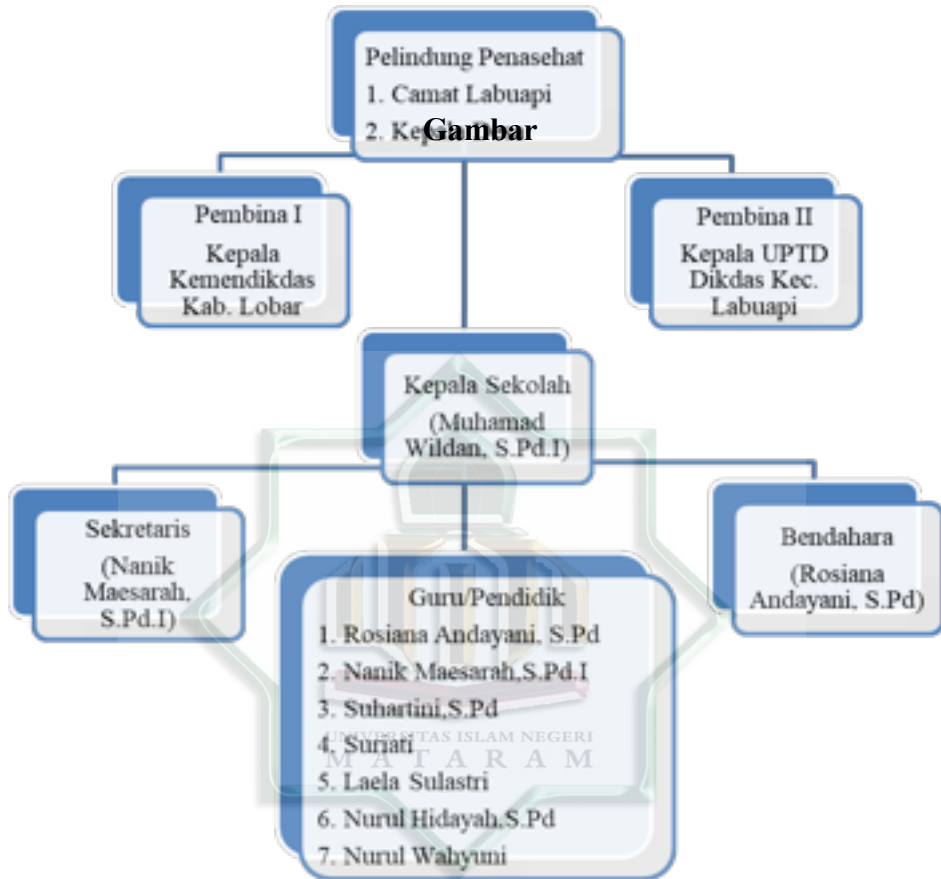 Pelindung Penasehat
1. Camat Labuapi
2. Kepala
Gambar
Pembina I
Kepala
Kemendikdas
Kab. Lobar
Pembina II
Kepala UPTD
Dikdas Kec.
Labuapi
Kepala Sekolah
(Muhamad
Wildan, S.Pd.I)
Sekretaris
(Nanik
Maesarah,
S.Pd.I)
Bendahara
(Rosiana
Andayani, S.Pd)
Guru/Pendidik
1. Rosiana Andayani, S.Pd
2. Nanik Maesarah,S.Pd.I
3. Suhartini,S.Pd
4. Suriati
5. Laela Sulastri
6. Nurul Hidayah,S.Pd
7. Nurul Wahyuni
UNIVERSITAS ISLAM NEGERI
MATARAM